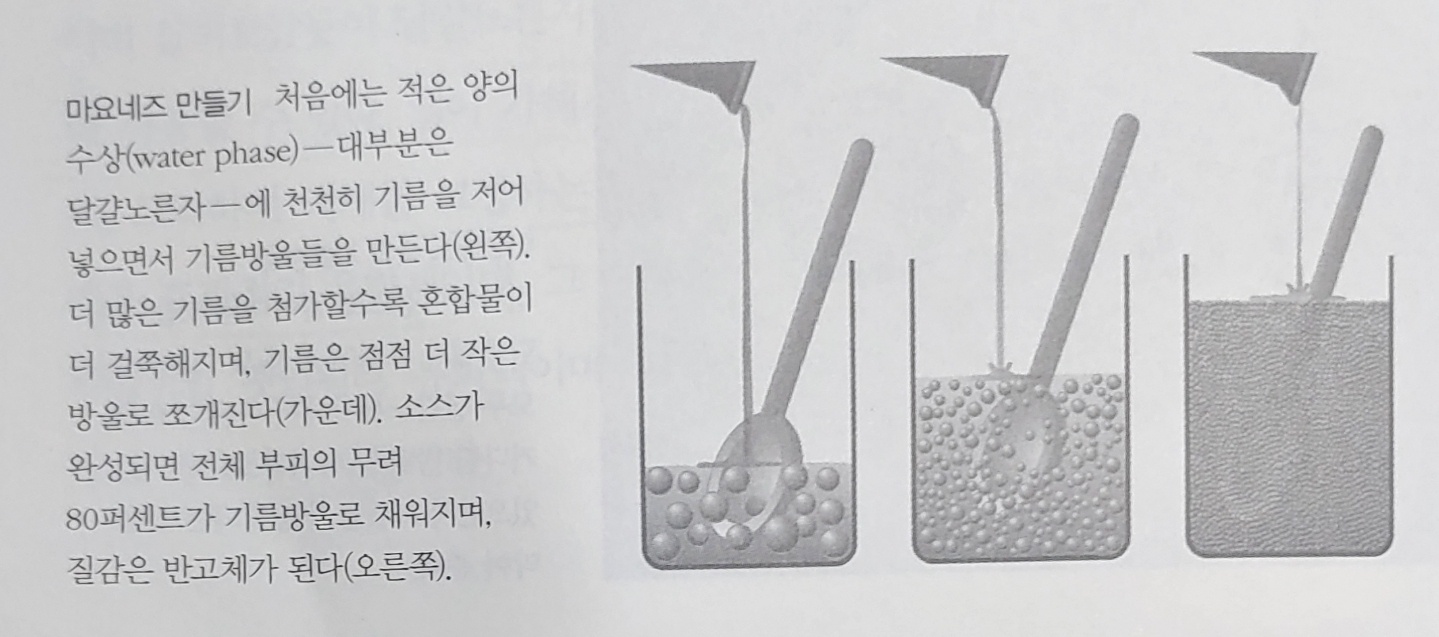 마요네즈 만들기 처음에는 적은 양의
수상(water phase)—대부분은
달걀노른자—에 천천히 기름을 저어
넣으면서 기름방울들을 만든다(왼쪽).
더 많은 기름을 첨가할수록 혼합물이
더 걸쭉해지며, 기름은 점점 더 작은
방울로 쪼개진다(가운데). 소스가
완성되면 전체 부피의 무려
80퍼센트가 기름방울로 채워지며,
질감은 반고체가 된다(오른쪽).